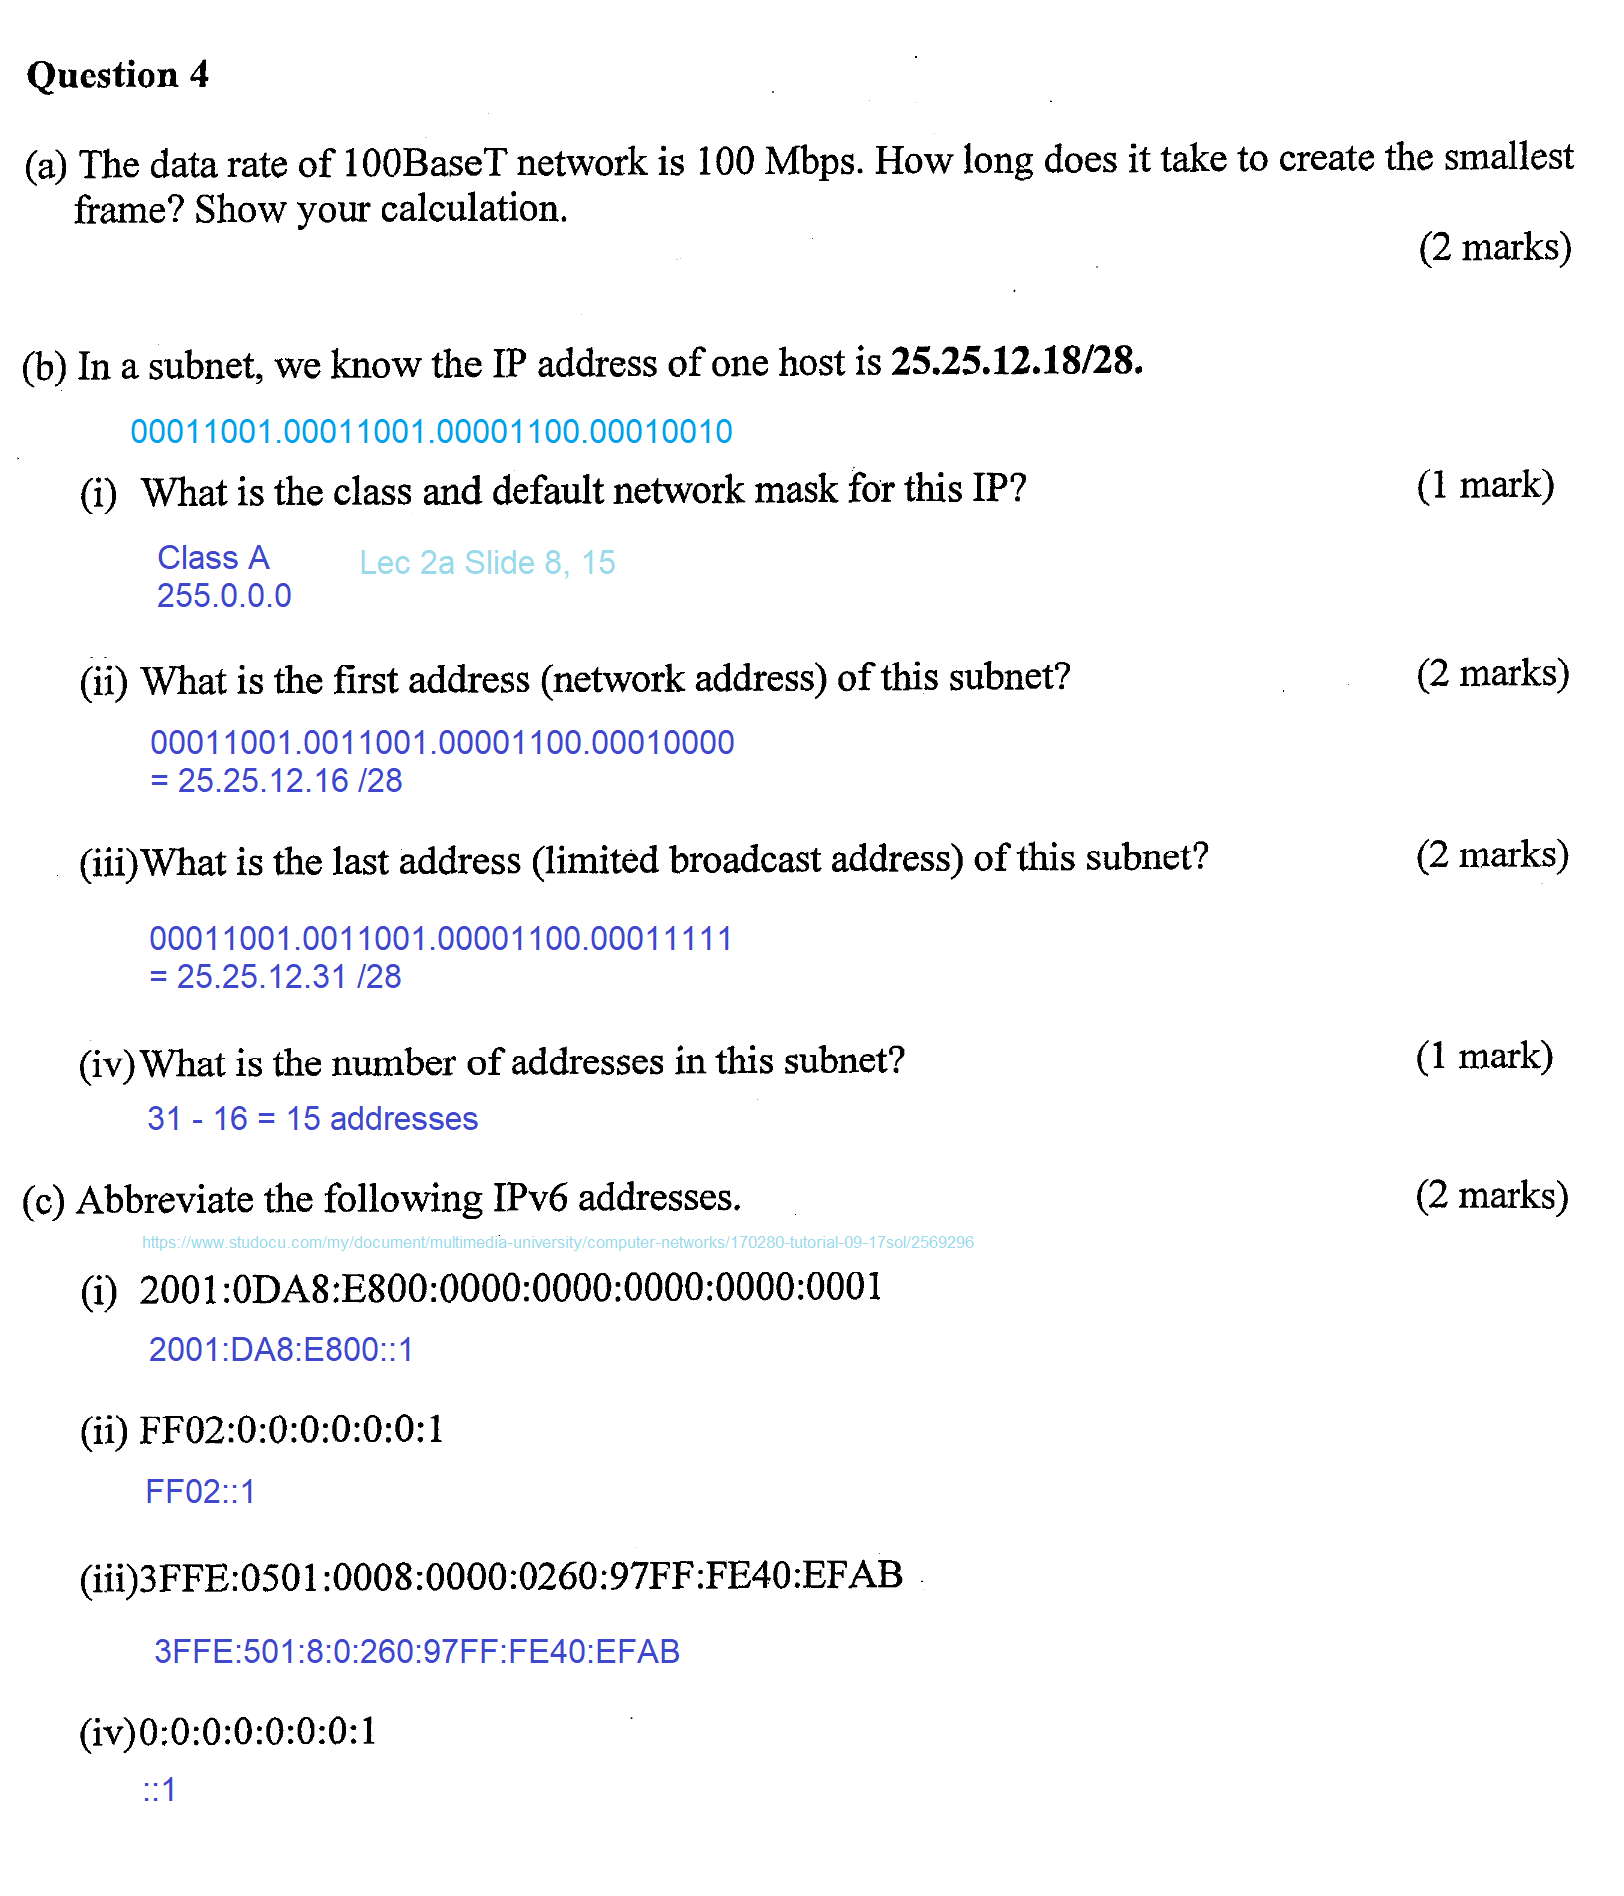 Question 4
(a) The data rate of 100BaseT network is 100 Mbps. How long does it take to create the smallest
frame? Show your calculation.
(2 marks)
(b) In a subnet, we know the IP address of one host is 25.25.12.18/28.
00011001.00011001.00001100.00010010
(i) What is the class and default network mask for this IP? (1 mark)
Class A Lec 2a Slide 8, 15
255.0.0.0
(ii) What is the first address (network address) of this subnet? (2 marks)
00011001.0011001.00001100.00010000
= 25.25.12.16 /28
(iii) What is the last address (limited broadcast address) of this subnet? (2 marks)
00011001.0011001.00001100.00011111
= 25.25.12.31 /28
(iv) What is the number of addresses in this subnet? (1 mark)
31 - 16 = 15 addresses
(c) Abbreviate the following IPv6 addresses. (2 marks)
https://www.studocu.com/my/document/multimedia-university/computer-networks/170280-tutorial-09-17sol/2569296
(i) 2001:0DA8:E800:0000:0000:0000:0000:0001
2001:DA8:E800::1
(ii) FF02:0:0:0:0:0:0:1
FF02::1
(iii) 3FFE:0501:0008:0000:0260:97FF:FE40:EFAB
3FFE:501:8:0:260:97FF:FE40:EFAB
(iv) 0:0:0:0:0:0:0:1
::1